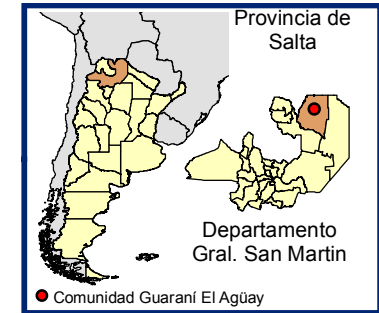 Provincia de
Salta
Departamento
Gral. San Martin
Comunidad Guaraní El Agüay